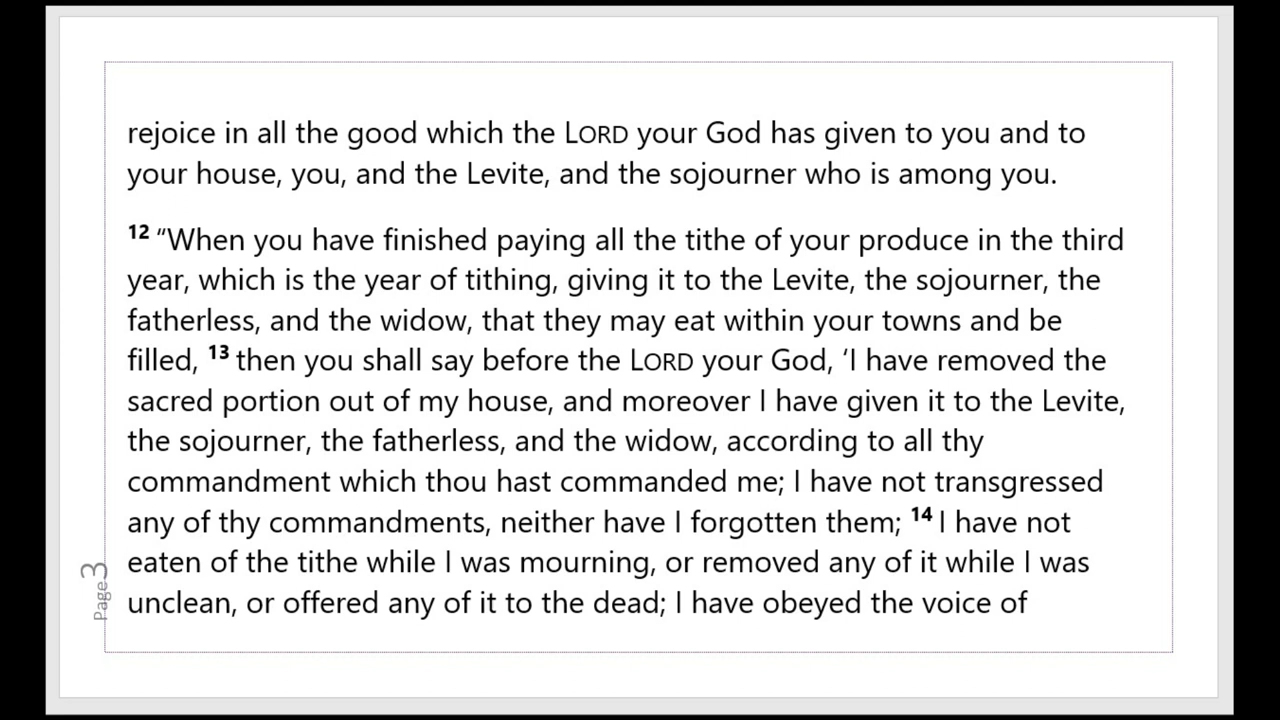 rejoice in all the good which the LORD your God has given to you and to
your house, you, and the Levite, and the sojourner who is among you.
12 “When you have finished paying all the tithe of your produce in the third
year, which is the year of tithing, giving it to the Levite, the sojourner, the
fatherless, and the widow, that they may eat within your towns and be
filled, 13 then you shall say before the LORD your God, ‘I have removed the
sacred portion out of my house, and moreover I have given it to the Levite,
the sojourner, the fatherless, and the widow, according to all thy
commandment which thou hast commanded me; I have not transgressed
any of thy commandments, neither have I forgotten them; 14 I have not
eaten of the tithe while I was mourning, or removed any of it while I was
unclean, or offered any of it to the dead; I have obeyed the voice of
Page 3